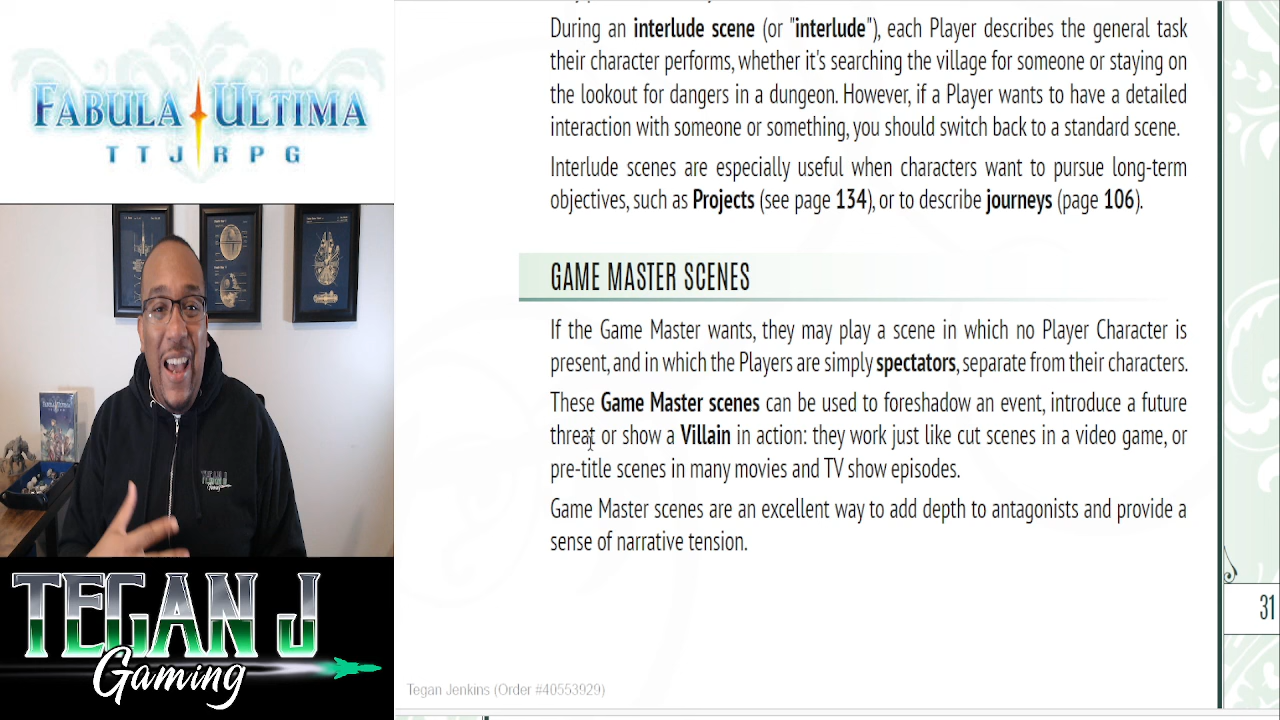 FABULA ULTIMA
TTJRPG
TEGAN J
Gaming
During an interlude scene (or "interlude"), each Player describes the general task
their character performs, whether it's searching the village for someone or staying on
the lookout for dangers in a dungeon. However, if a Player wants to have a detailed
interaction with someone or something, you should switch back to a standard scene.
Interlude scenes are especially useful when characters want to pursue long-term
objectives, such as Projects (see page 134), or to describe journeys (page 106).
GAME MASTER SCENES
If the Game Master wants, they may play a scene in which no Player Character is
present, and in which the Players are simply spectators, separate from their characters.
These Game Master scenes can be used to foreshadow an event, introduce a future
threat or show a Villain in action: they work just like cut scenes in a video game, or
pre-title scenes in many movies and TV show episodes.
Game Master scenes are an excellent way to add depth to antagonists and provide a
sense of narrative tension.
31
Tegan Jenkins (Order #40553929)